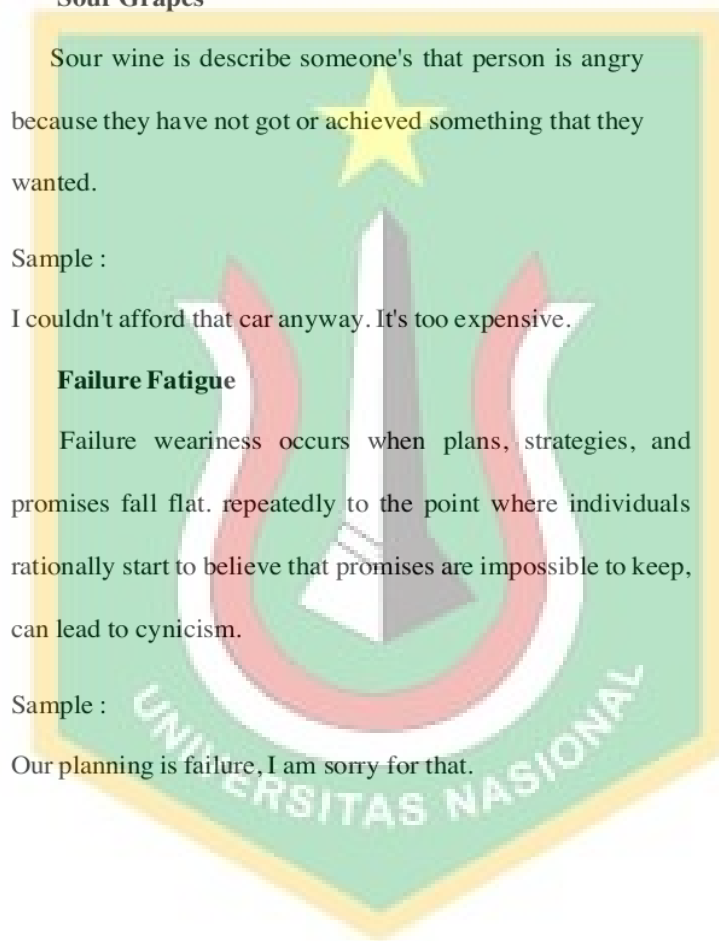 Sour Grapes
Sour wine is describe someone's that person is angry
because they have not got or achieved something that they
wanted.
Sample :
I couldn't afford that car anyway. It's too expensive.
Failure Fatigue
Failure weariness occurs when plans, strategies, and
promises fall flat. repeatedly to the point where individuals
rationally start to believe that promises are impossible to keep,
can lead to cynicism.
Sample :
Our planning is failure, I am sorry for that.
UNIVERSITAS NASIONAL